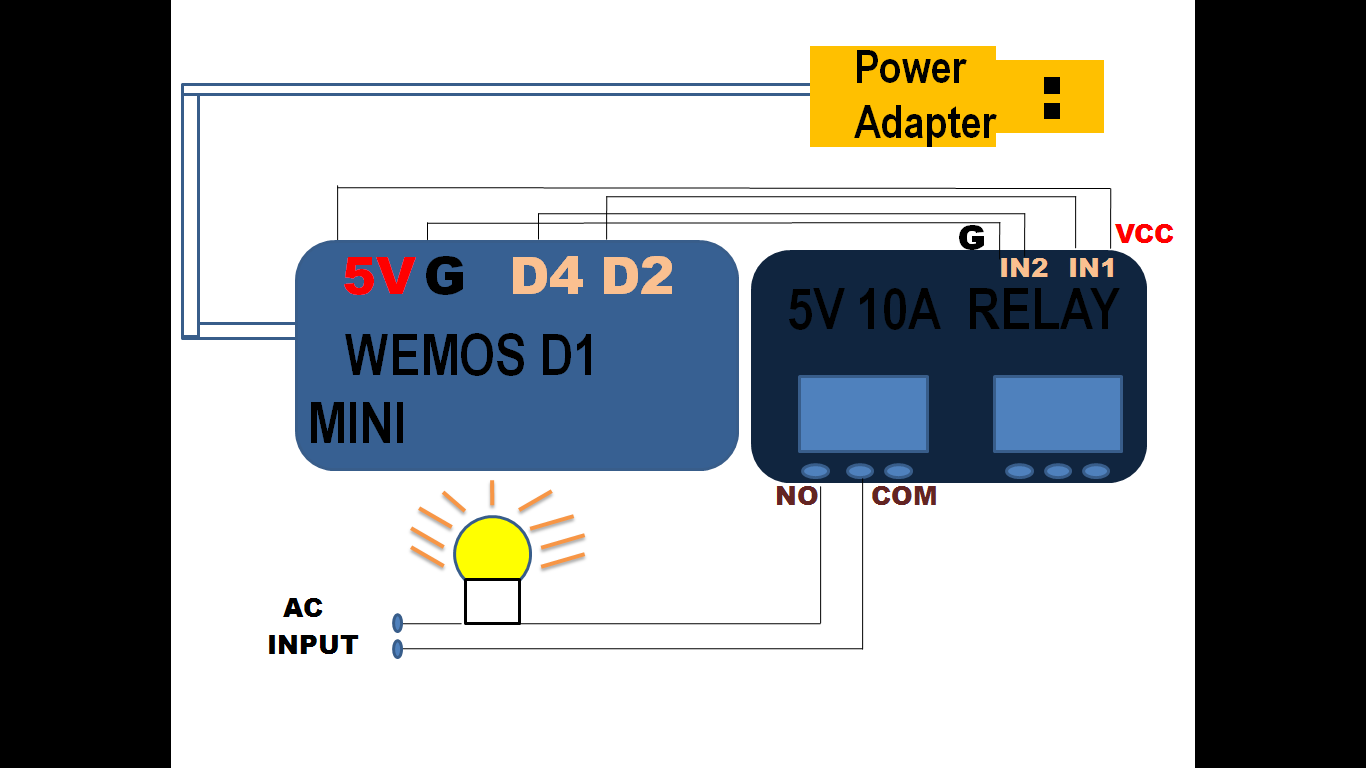 Power
Adapter
VCC
G
IN2 IN1
5V G D4 D2
5V 10A RELAY
WEMOS D1
MINI
NO COM
AC
INPUT